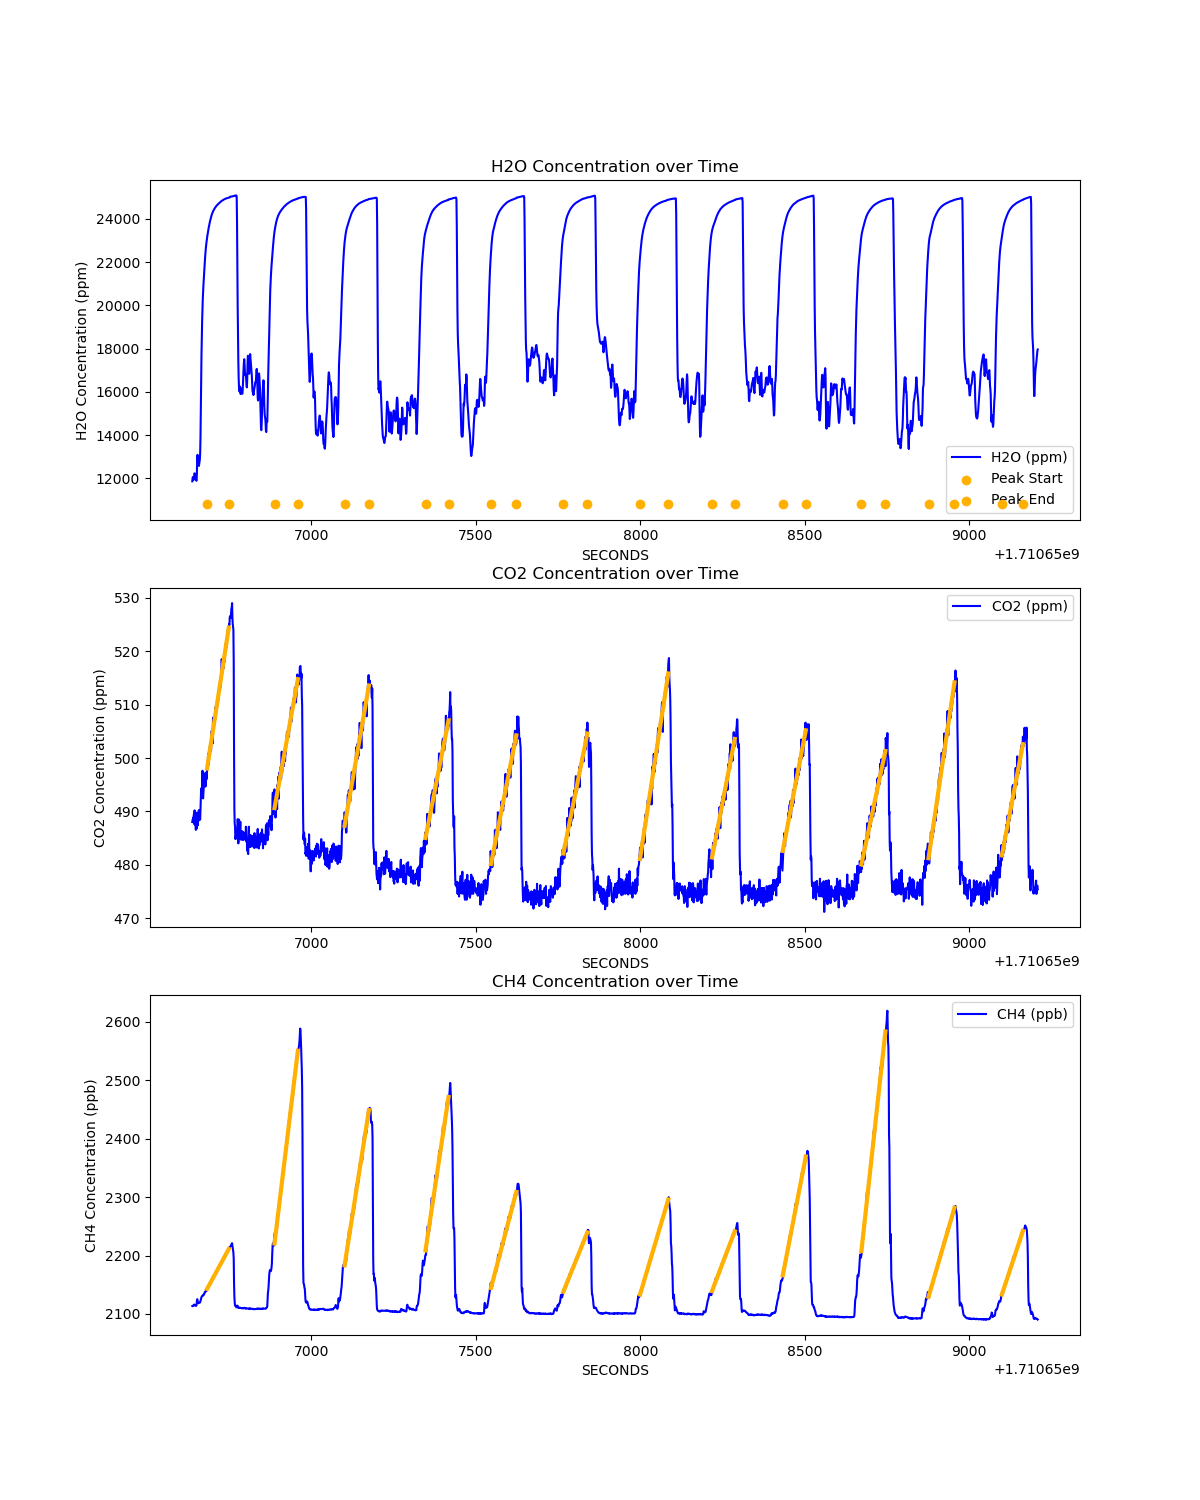 H2O Concentration over Time
H2O Concentration (ppm)
24000
22000
20000
18000
16000
14000
12000
H2O (ppm)
Peak Start
Peak End
7000
7500
8000
8500
9000
SECONDS
+1.71065e9
CO2 Concentration over Time
CO2 Concentration (ppm)
530
520
510
500
490
480
470
CO2 (ppm)
7000
7500
8000
8500
9000
SECONDS
+1.71065e9
CH4 Concentration over Time
CH4 Concentration (ppb)
2600
2500
2400
2300
2200
2100
CH4 (ppb)
7000
7500
8000
8500
9000
SECONDS
+1.71065e9